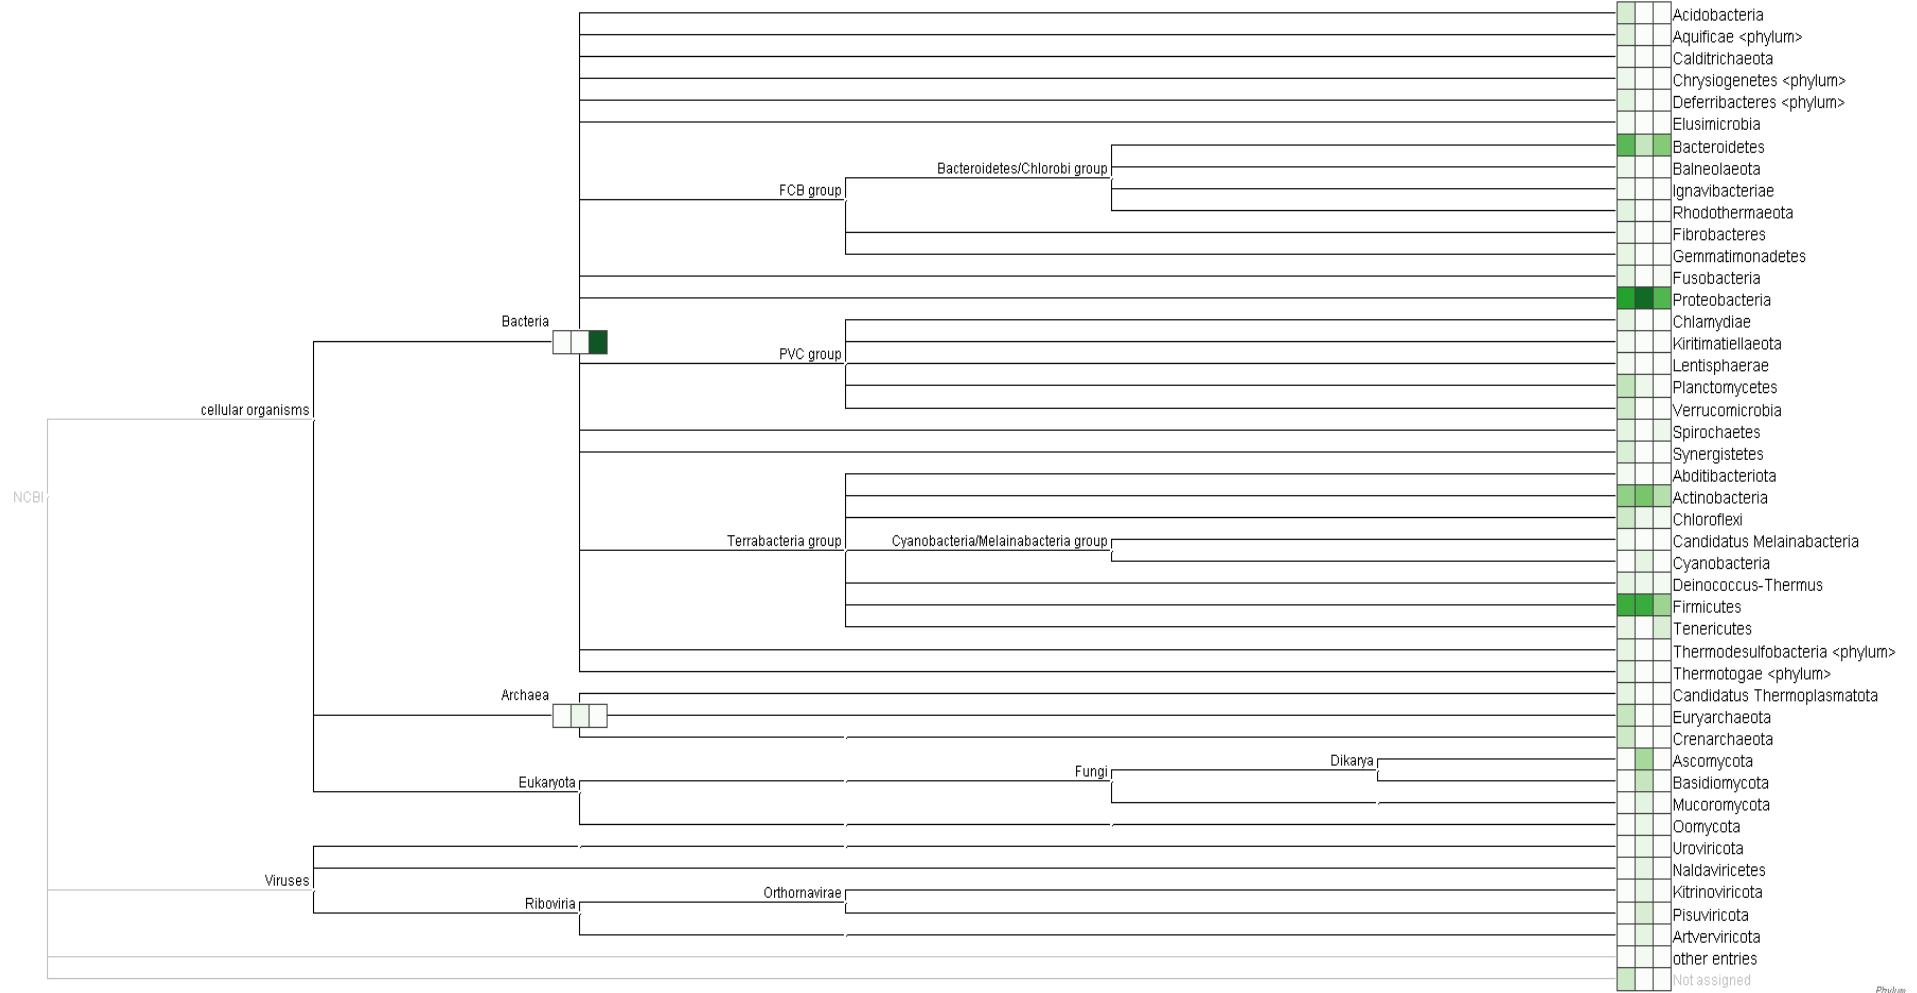 Acidobacteria
Aquificae <phylum>
Calditrichaeota
Chrysiogenetes <phylum>
Deferribacteres <phylum>
Elusimicrobia
Bacteroidetes
Bacteroidetes/Chlorobi group
Balneolaeota
FCB group
Ignavibacteriae
Rhodothermaeota
Fibrobacteres
Gemmatimonadetes
Fusobacteria
Proteobacteria
Bacteria
Chlamydiae
Kiritimatiellaeota
PVC group
Lentisphaerae
Planctomycetes
cellular organisms
Verrucomicrobia
Spirochaetes
Synergistetes
Abditibacteriota
NCBI
Actinobacteria
Chloroflexi
Terrabacteria group
Cyanobacteria/Melainabacteria group
Candidatus Melainabacteria
Cyanobacteria
Deinococcus-Thermus
Firmicutes
Tenericutes
Thermodesulfobacteria <phylum>
Thermotogae <phylum>
Archaea
Candidatus Thermoplasmatota
Euryarchaeota
Crenarchaeota
Dikarya
Ascomycota
Fungi
Eukaryota
Basidiomycota
Mucoromycota
Oomycota
Uroviricota
Naldaviricetes
Viruses
Orthornavirae
Kitrinoviricota
Riboviria
Pisuviricota
Artverviricota
other entries
Not assigned
Phylum